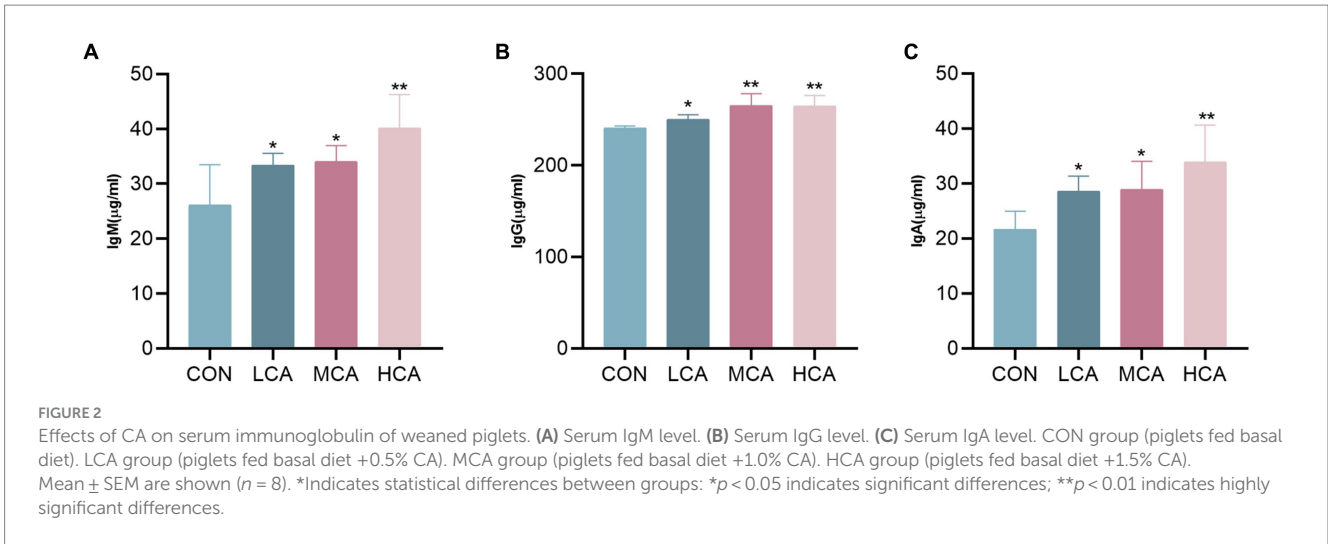 A
B
C
50
40
30
20
10
0
IgM(μg/ml)
**
*
*
CON LCA MCA HCA
300
200
100
0
IgG(μg/ml)
*
**
**
CON LCA MCA HCA
50
40
30
20
10
0
IgA(μg/ml)
*
*
**
CON LCA MCA HCA
FIGURE 2
Effects of CA on serum immunoglobulin of weaned piglets. (A) Serum IgM level. (B) Serum IgG level. (C) Serum IgA level. CON group (piglets fed basal
diet). LCA group (piglets fed basal diet +0.5% CA). MCA group (piglets fed basal diet +1.0% CA). HCA group (piglets fed basal diet +1.5% CA).
Mean ± SEM are shown (n = 8). *Indicates statistical differences between groups: *p < 0.05 indicates significant differences; **p < 0.01 indicates highly
significant differences.